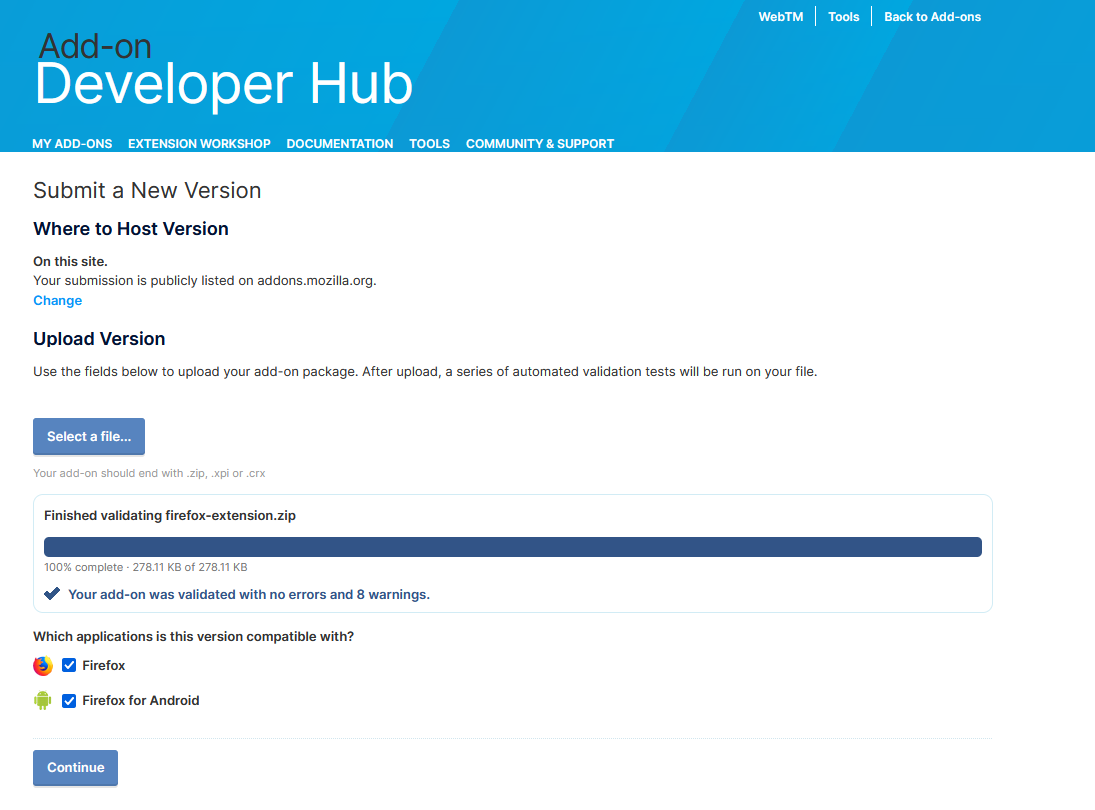 WebTM
Tools
Back to Add-ons
Add-on
Developer Hub
MY ADD-ONS
EXTENSION WORKSHOP
DOCUMENTATION
TOOLS
COMMUNITY & SUPPORT
Submit a New Version
Where to Host Version
On this site.
Your submission is publicly listed on addons.mozilla.org.
Change
Upload Version
Use the fields below to upload your add-on package. After upload, a series of automated validation tests will be run on your file.
Select a file...
Your add-on should end with .zip, .xpi or .crx
Finished validating firefox-extension.zip
100% complete · 278.11 KB of 278.11 KB
Your add-on was validated with no errors and 8 warnings.
Which applications is this version compatible with?
Firefox
Firefox for Android
Continue